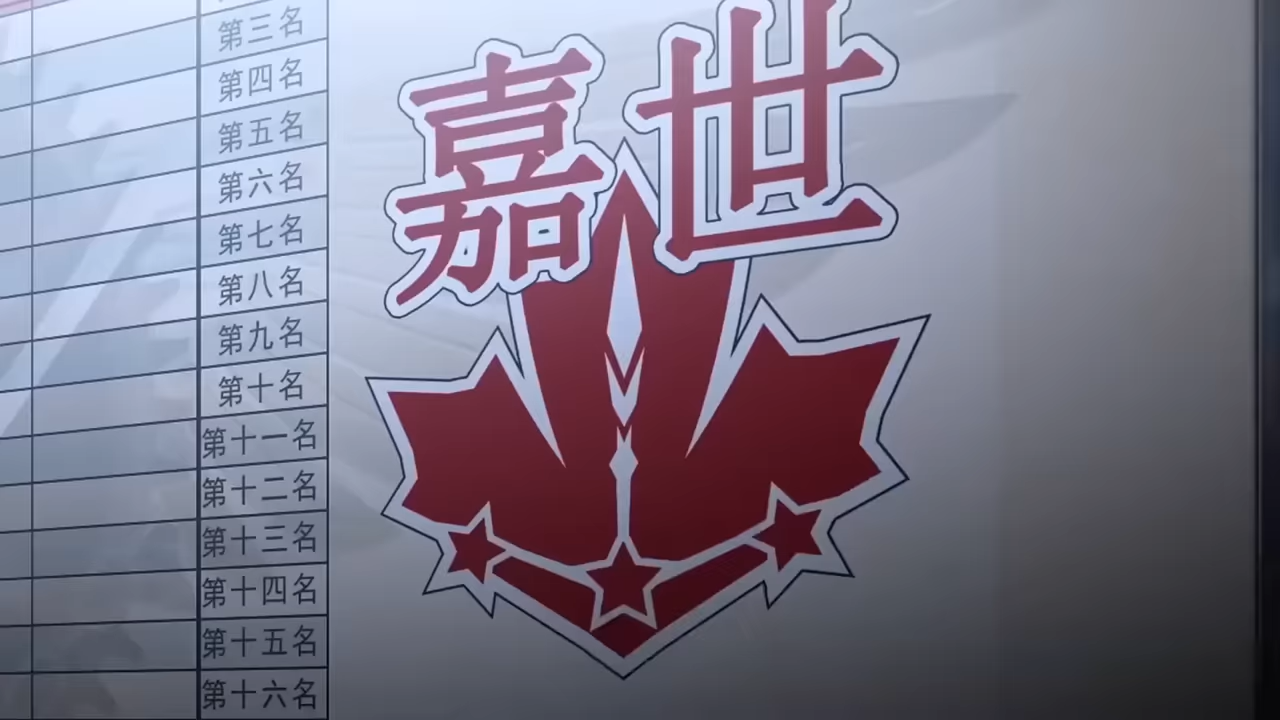 嘉世
第三名
第四名
第五名
第六名
第七名
第八名
第九名
第十名
第十一名
第十二名
第十三名
第十四名
第十五名
第十六名